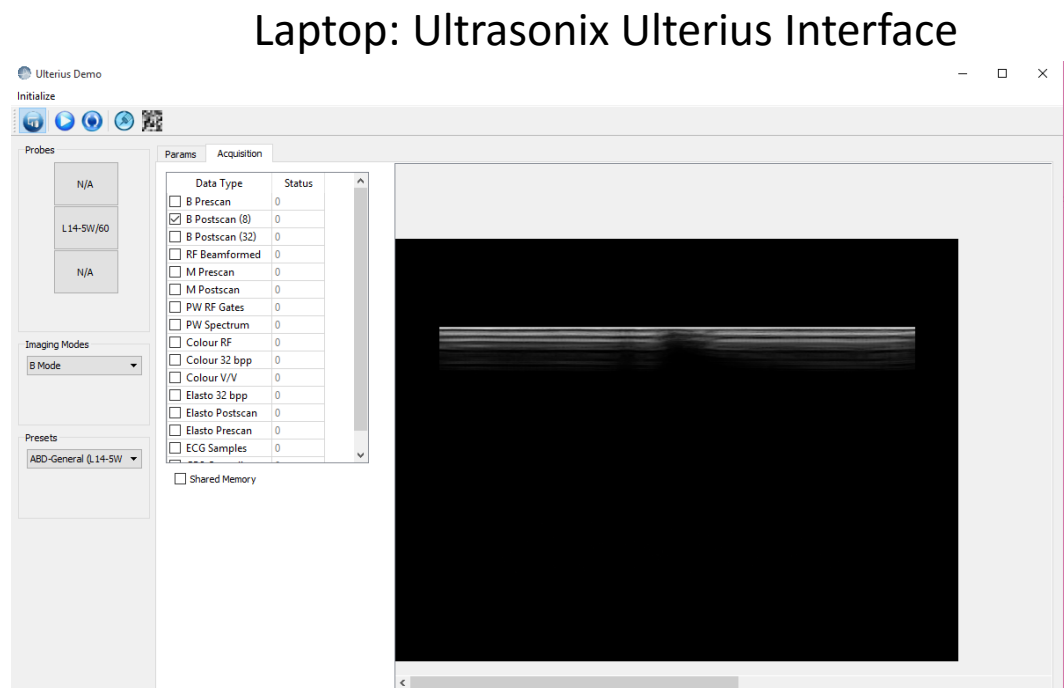 Laptop: Ultrasonix Ulterius Interface
Ulterius Demo
Initialize
Probes
N/A
L14-5W/60
N/A
Imaging Modes
B Mode
Presets
ABD-General (L14-5W
Params Acquisition
Data Type Status
B Prescan 0
B Postscan (8) 0
B Postscan (32) 0
RF Beamformed 0
M Prescan 0
M Postscan 0
PW RF Gates 0
PW Spectrum 0
Colour RF 0
Colour 32 bpp 0
Colour V/V 0
Elasto 32 bpp 0
Elasto Postscan 0
Elasto Prescan 0
ECG Samples 0
Shared Memory